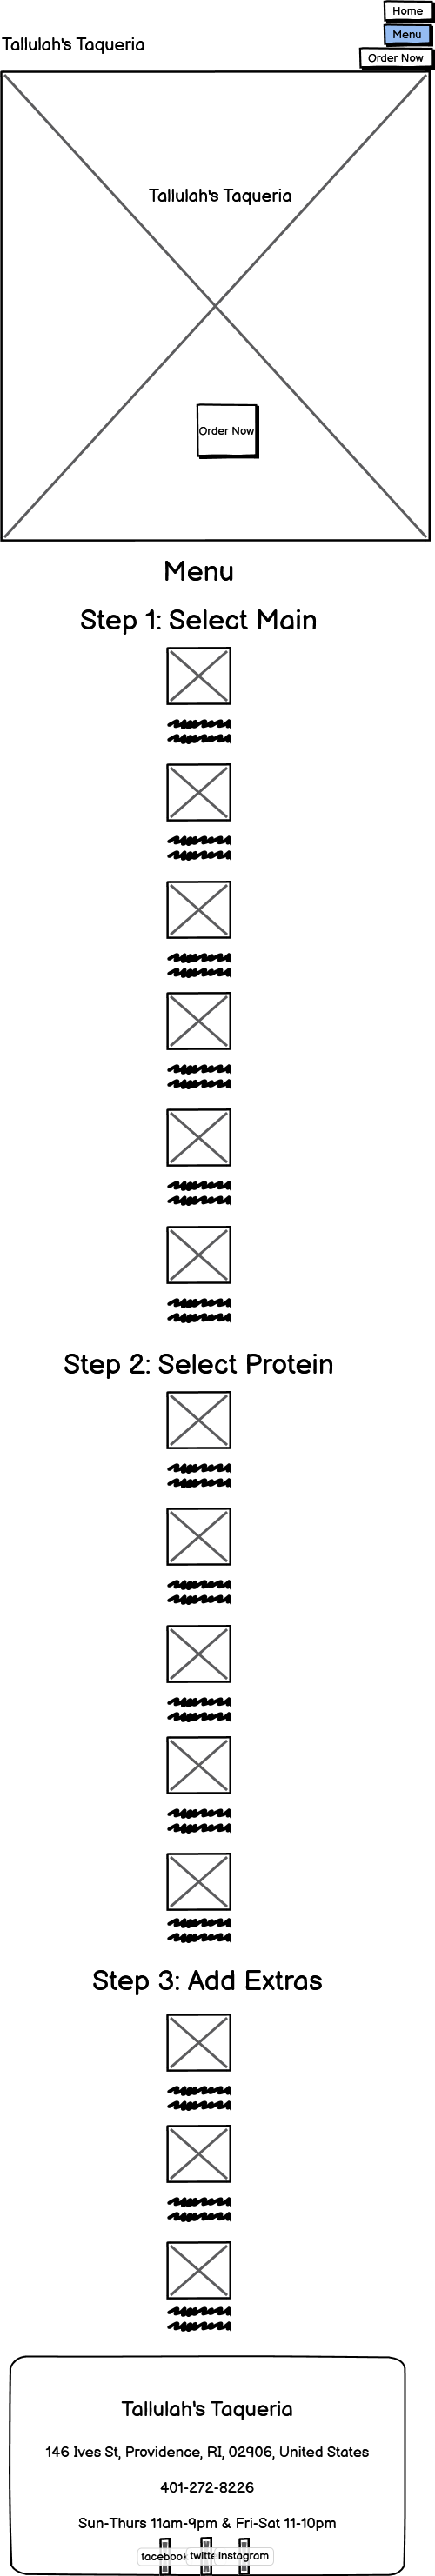 Home
Menu
Tallulah's Taqueria
Order Now
Tallulah's Taqueria
Order Now
Menu
Step 1: Select Main
Step 2: Select Protein
Step 3: Add Extras
Tallulah's Taqueria
146 Ives St, Providence, RI, 02906, United States
401-272-8226
Sun-Thurs 11am-9pm & Fri-Sat 11-10pm
facebook twitte instagram